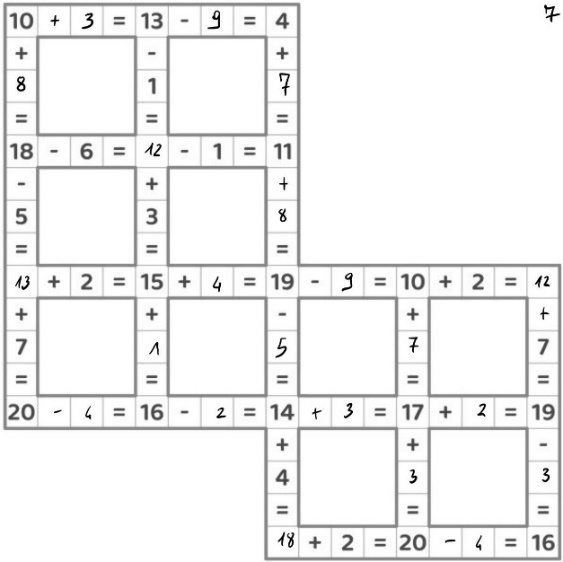 7
10 + 3 = 13 - 9 = 4
+ - +
8 1 7
= = =
18 - 6 = 12 - 1 = 11
- + +
5 3 8
= = =
13 + 2 = 15 + 4 = 19 - 9 = 10 + 2 = 12
+ + - + +
7 1 5 7 7
= = = = =
20 - 4 = 16 - 2 = 14 + 3 = 17 + 2 = 19
+ + -
4 3 3
= = =
18 + 2 = 20 - 4 = 16